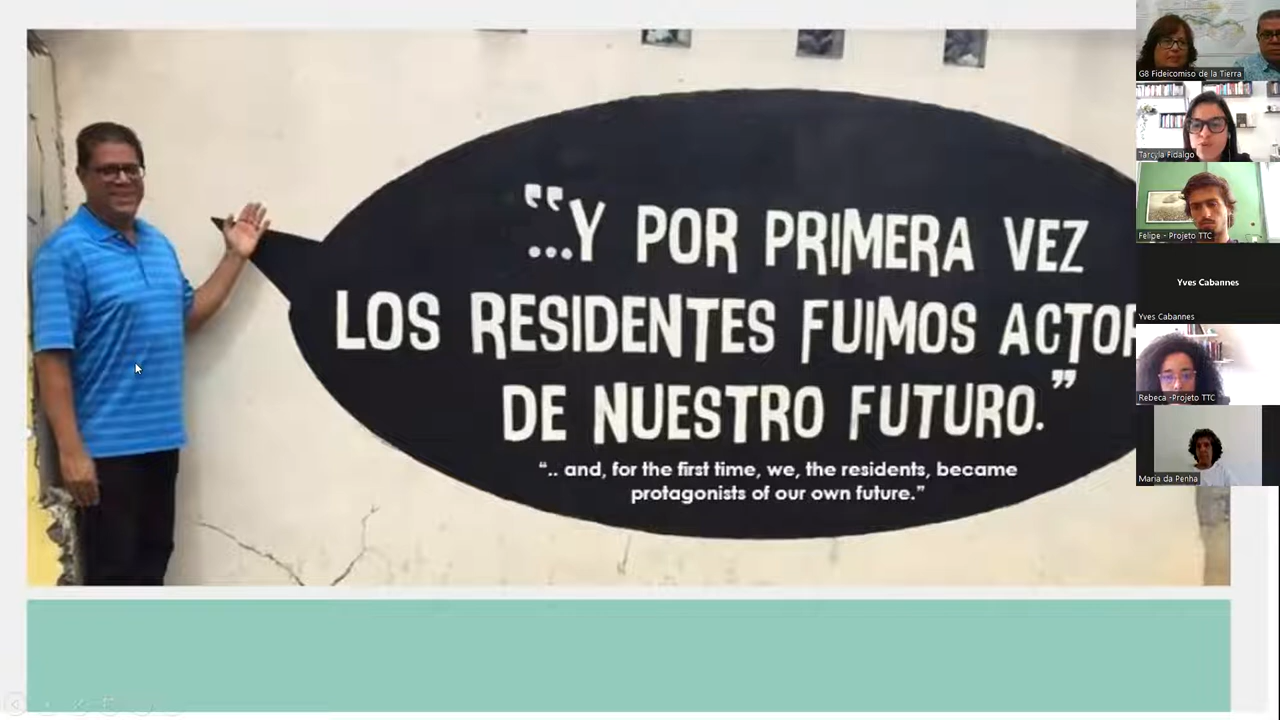 “...Y POR PRIMERA VEZ
LOS RESIDENTES FUIMOS ACTOR
DE NUESTRO FUTURO.”
“.. and, for the first time, we, the residents, became
protagonists of our own future.”
G8 Fideicomiso de la Tierra
Tarcyla Fidalgo
Felipe - Projeto TTC
Yves Cabannes
Yves Cabannes
Rebeca -Projeto TTC
Maria da Penha